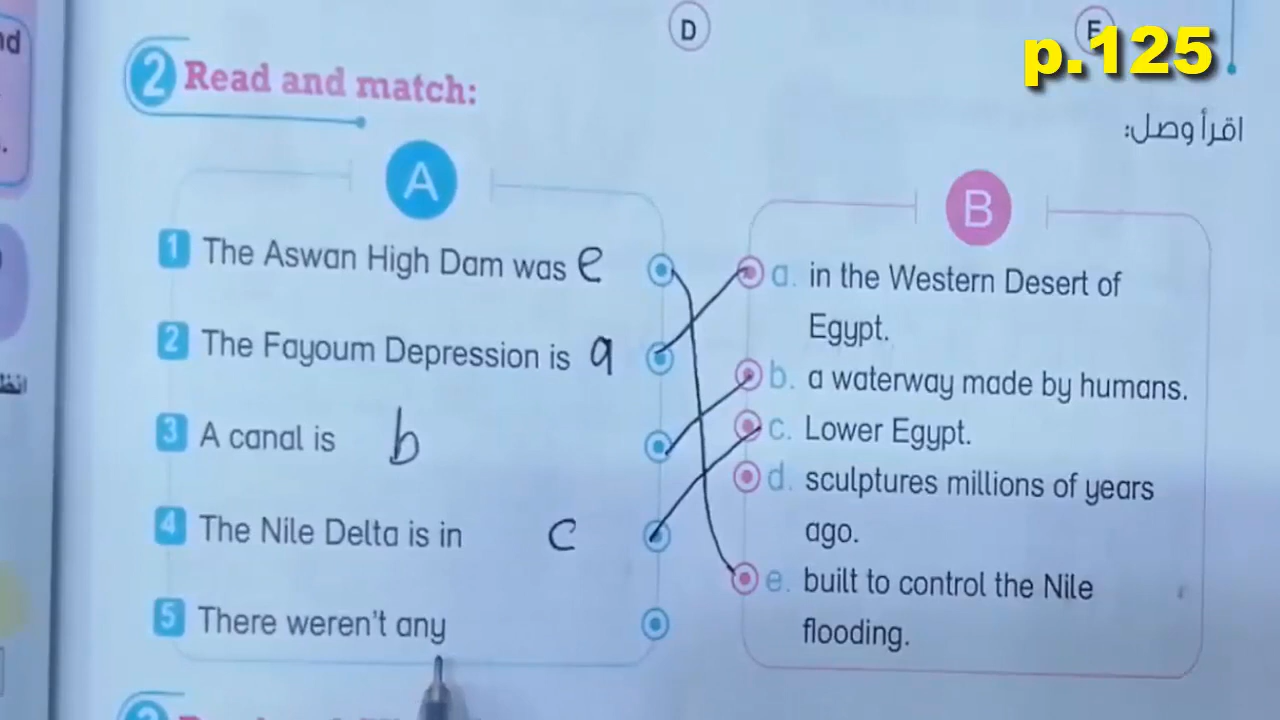 nd
D
E
p.125
2 Read and match:
اقرأ وصل:
A
B
1 The Aswan High Dam was e
2 The Fayoum Depression is a
3 A canal is b
4 The Nile Delta is in c
5 There weren't any
a. in the Western Desert of
Egypt.
b. a waterway made by humans.
c. Lower Egypt.
d. sculptures millions of years
ago.
e. built to control the Nile
flooding.